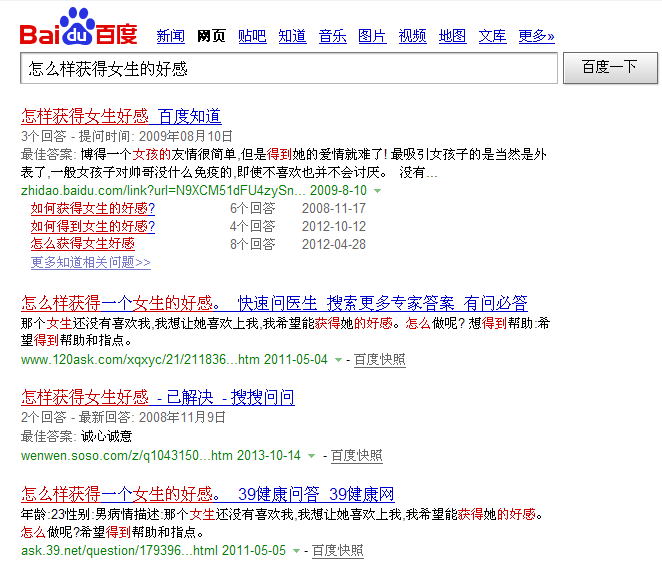 Bai du 百度 新闻 网页 贴吧 知道 音乐 图片 视频 地图 文库 更多»
怎么样获得女生的好感 百度一下
怎样获得女生好感_百度知道
3个回答 - 提问时间: 2009年08月10日
最佳答案: 博得一个女孩的友情很简单,但是得到她的爱情就难了! 最吸引女孩子的是当然是外
表了,一般女孩子对帅哥没什么免疫的,即使不喜欢也并不会讨厌。 没有...
zhidao.baidu.com/link?url=N9XCM51dFU4zySn... 2009-8-10
如何获得女生的好感? 6个回答 2008-11-17
如何得到女生的好感? 4个回答 2012-10-12
怎么获得女生好感 8个回答 2012-04-28
更多知道相关问题>>
怎么样获得一个女生的好感。_快速问医生_搜索更多专家答案_有问必答
那个女生还没有喜欢我,我想让她喜欢上我,我希望能获得她的好感。怎么做呢? 想得到帮助:希
望得到帮助和指点。
www.120ask.com/xqxyc/21/211836...htm 2011-05-04 - 百度快照
怎样获得女生好感_ - 已解决 - 搜搜问问
2个回答 - 最新回答: 2008年11月9日
最佳答案: 诚心诚意
wenwen.soso.com/z/q1043150...htm 2013-10-14 - 百度快照
怎么样获得一个女生的好感。_39健康问答_39健康网
年龄:23性别:男病情描述:那个女生还没有喜欢我,我想让她喜欢上我,我希望能获得她的好感。
怎么做呢?希望得到帮助和指点。
ask.39.net/question/179396...html 2011-05-05 - 百度快照